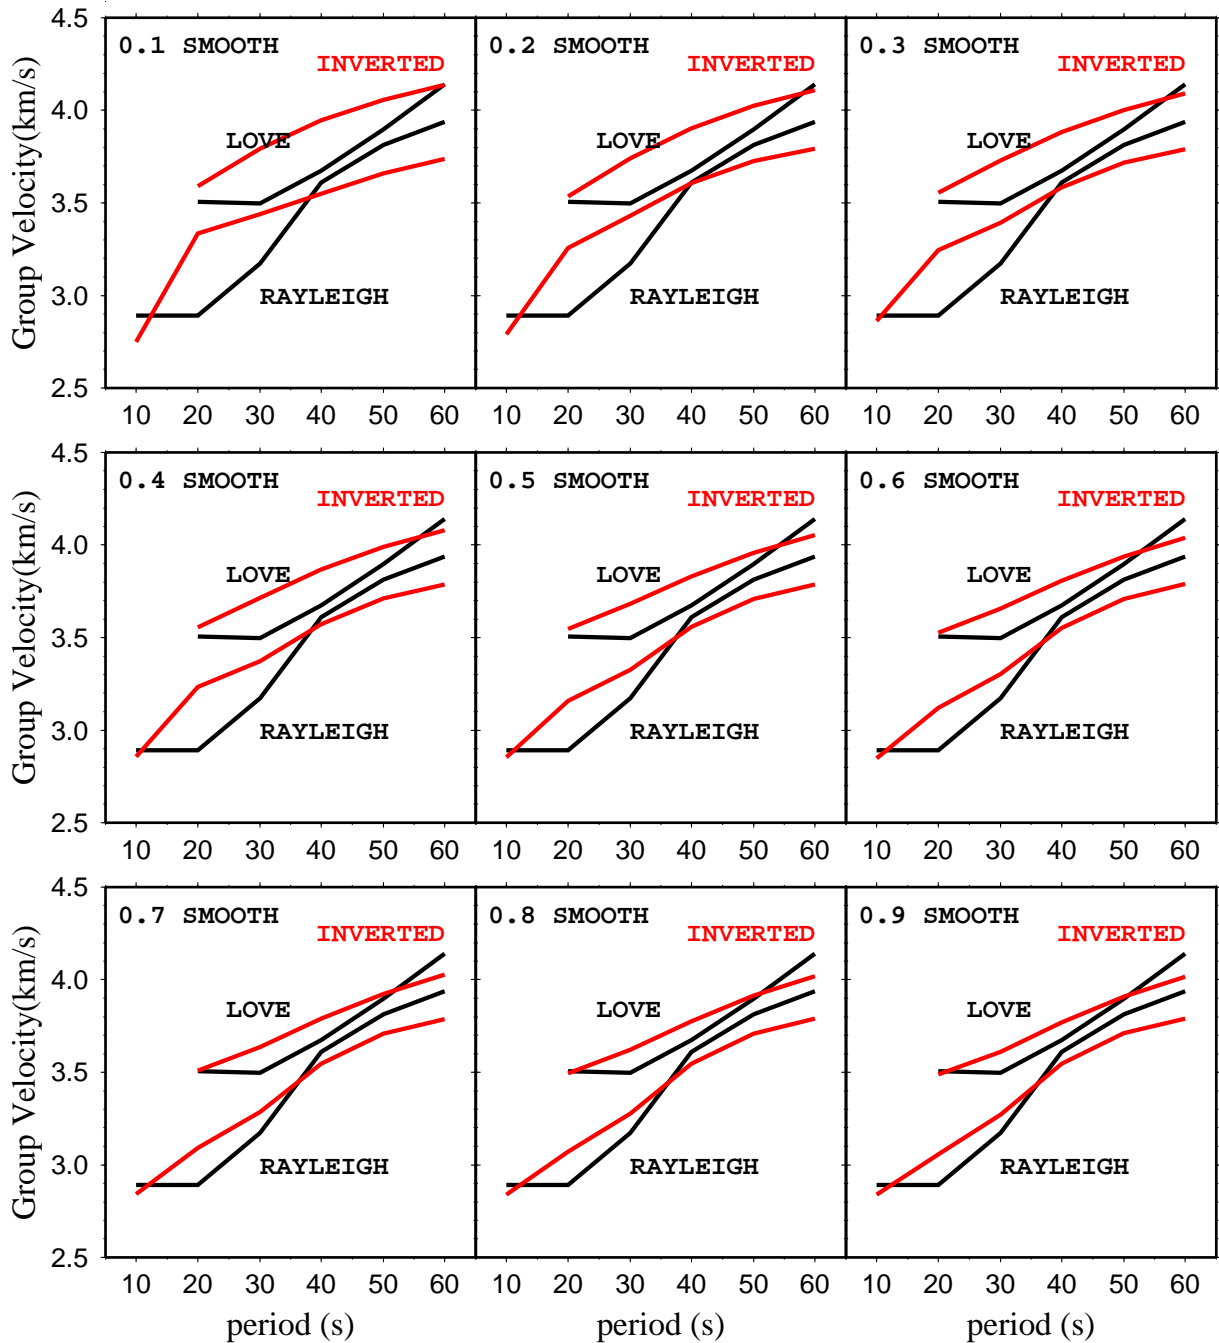 4.5
0.1 SMOOTH 0.2 SMOOTH 0.3 SMOOTH
INVERTED INVERTED INVERTED
4.0
LOVE LOVE LOVE
3.5
3.0
RAYLEIGH RAYLEIGH RAYLEIGH
2.5
Group Velocity(km/s)
10 20 30 40 50 60 10 20 30 40 50 60 10 20 30 40 50 60
4.5
0.4 SMOOTH 0.5 SMOOTH 0.6 SMOOTH
INVERTED INVERTED INVERTED
4.0
LOVE LOVE LOVE
3.5
3.0
RAYLEIGH RAYLEIGH RAYLEIGH
2.5
Group Velocity(km/s)
10 20 30 40 50 60 10 20 30 40 50 60 10 20 30 40 50 60
4.5
0.7 SMOOTH 0.8 SMOOTH 0.9 SMOOTH
INVERTED INVERTED INVERTED
4.0
LOVE LOVE LOVE
3.5
3.0
RAYLEIGH RAYLEIGH RAYLEIGH
2.5
Group Velocity(km/s)
10 20 30 40 50 60 10 20 30 40 50 60 10 20 30 40 50 60
period (s) period (s) period (s)